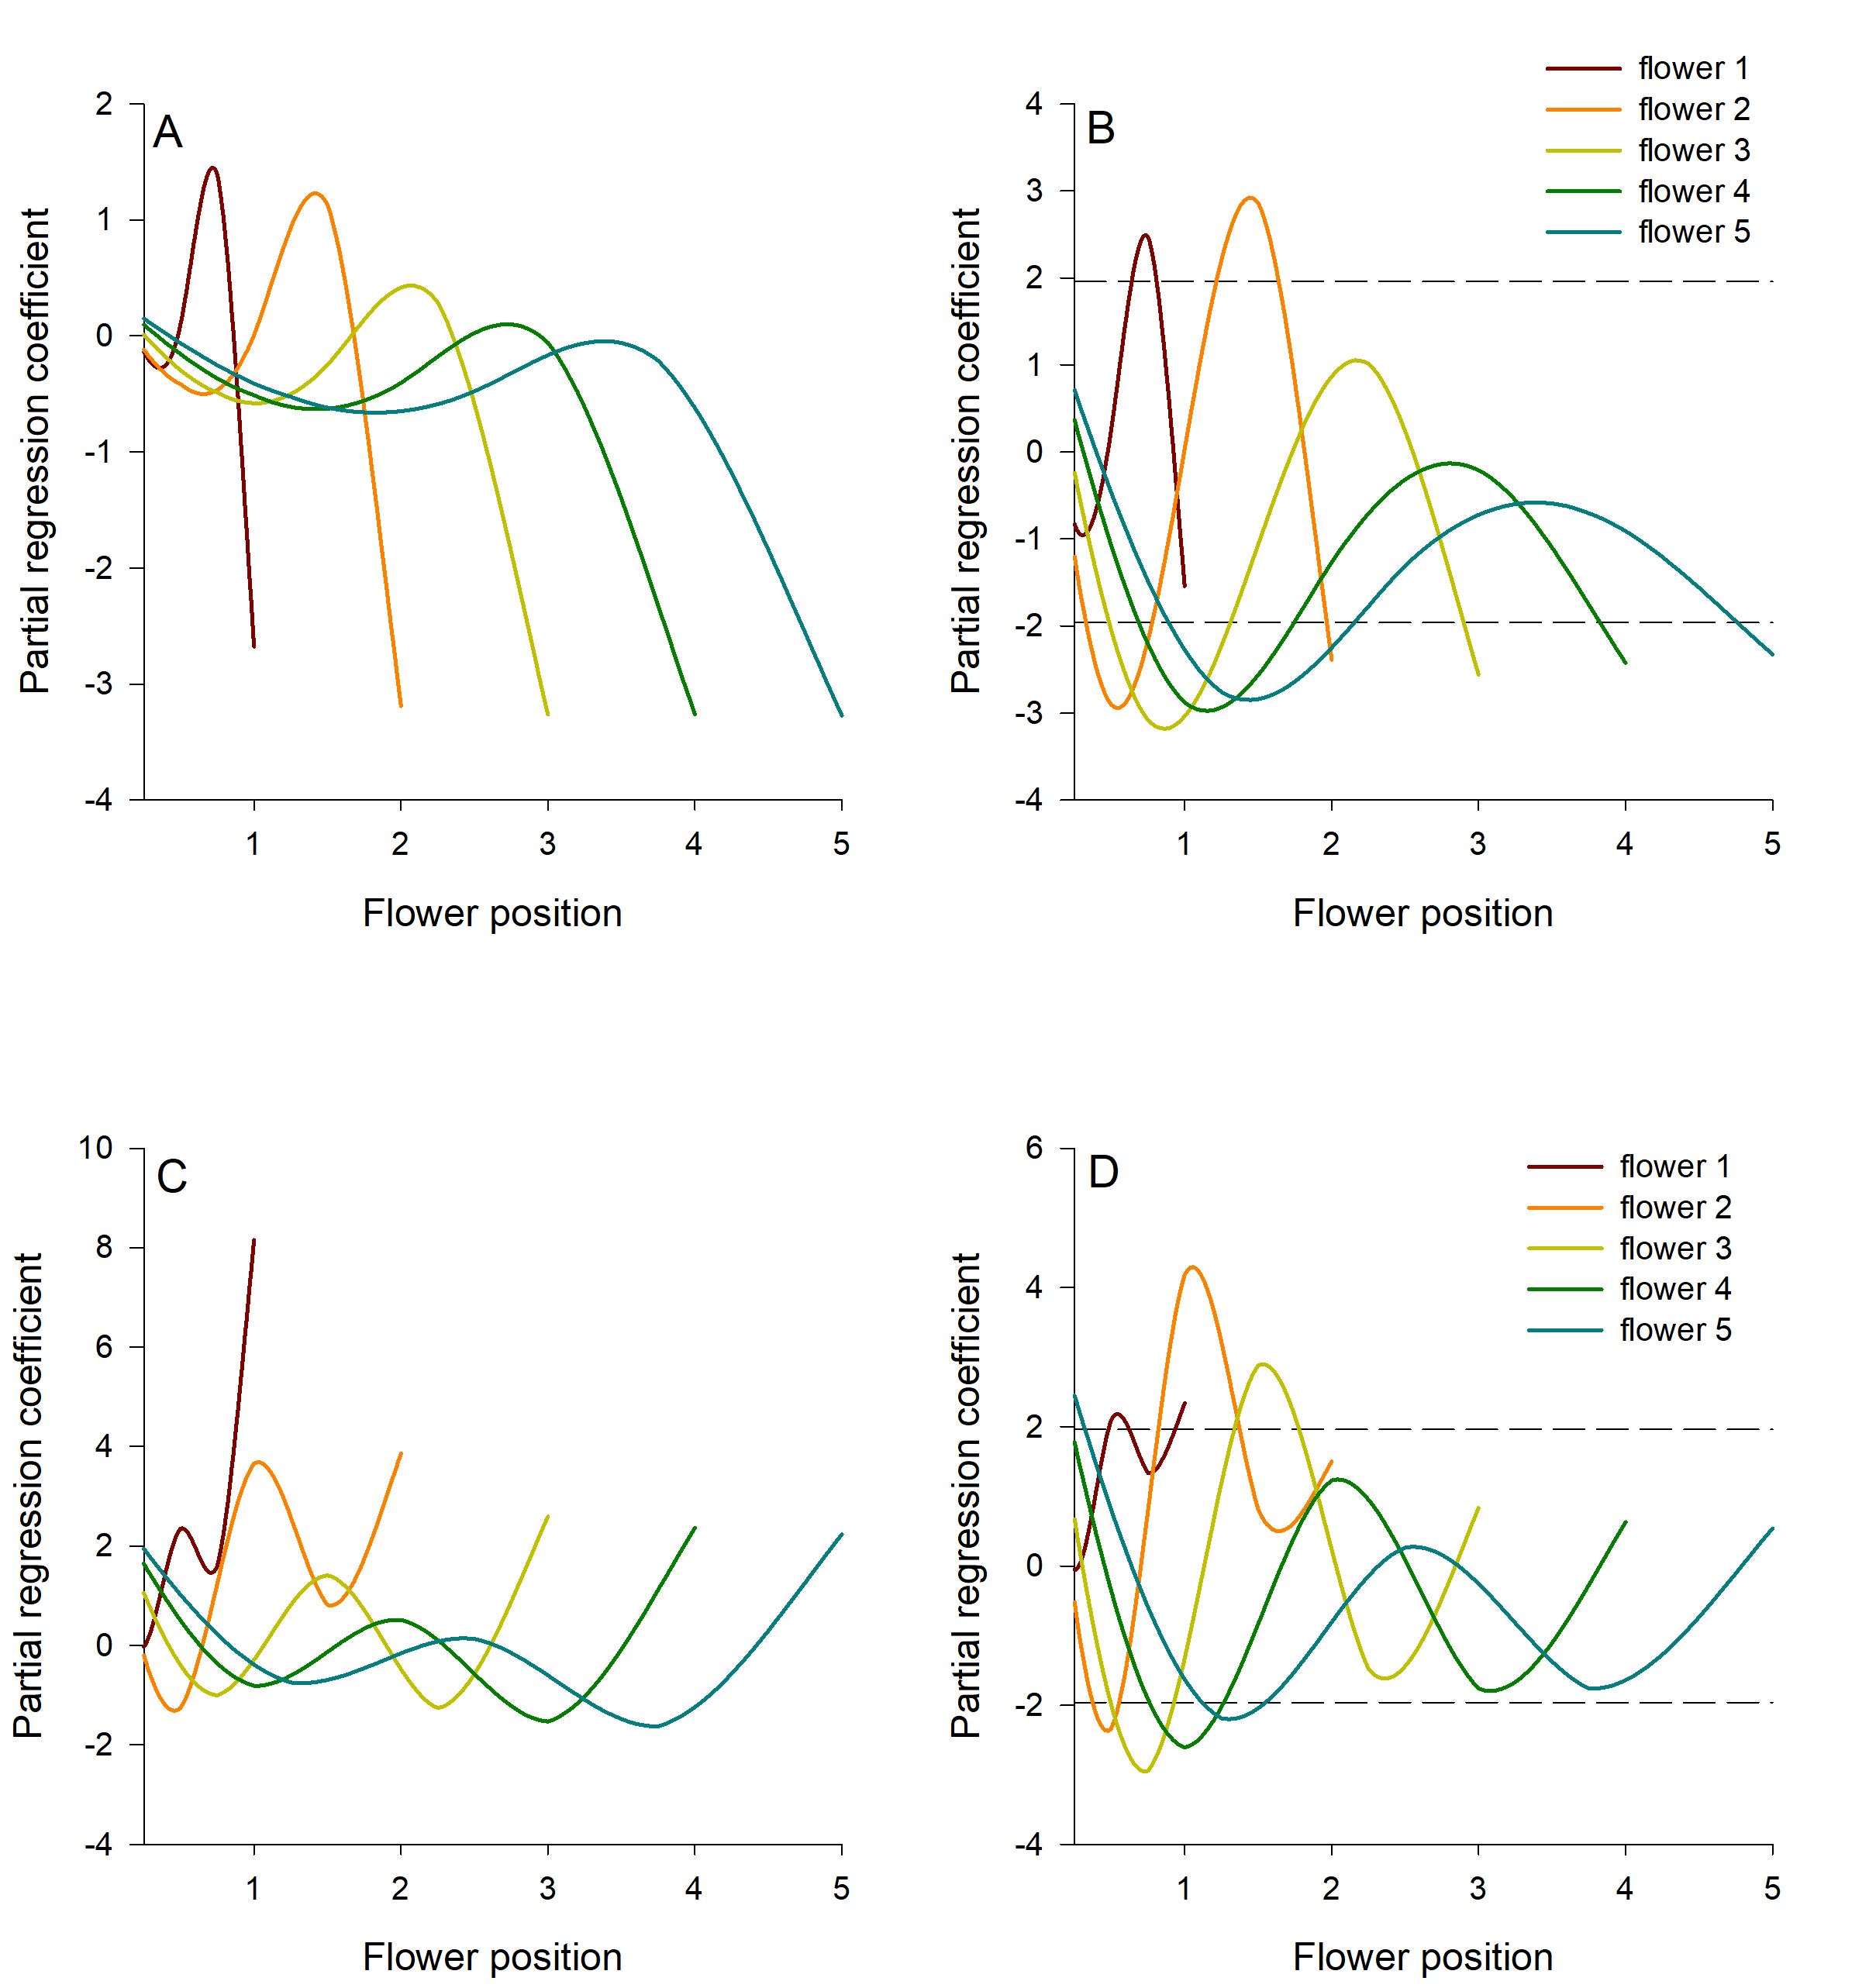 A
2
1
0
-1
-2
-3
-4
Partial regression coefficient
1 2 3 4 5
Flower position
B
flower 1
flower 2
flower 3
flower 4
flower 5
4
3
2
1
0
-1
-2
-3
-4
Partial regression coefficient
1 2 3 4 5
Flower position
C
10
8
6
4
2
0
-2
-4
Partial regression coefficient
1 2 3 4 5
Flower position
D
flower 1
flower 2
flower 3
flower 4
flower 5
6
4
2
0
-2
-4
Partial regression coefficient
1 2 3 4 5
Flower position